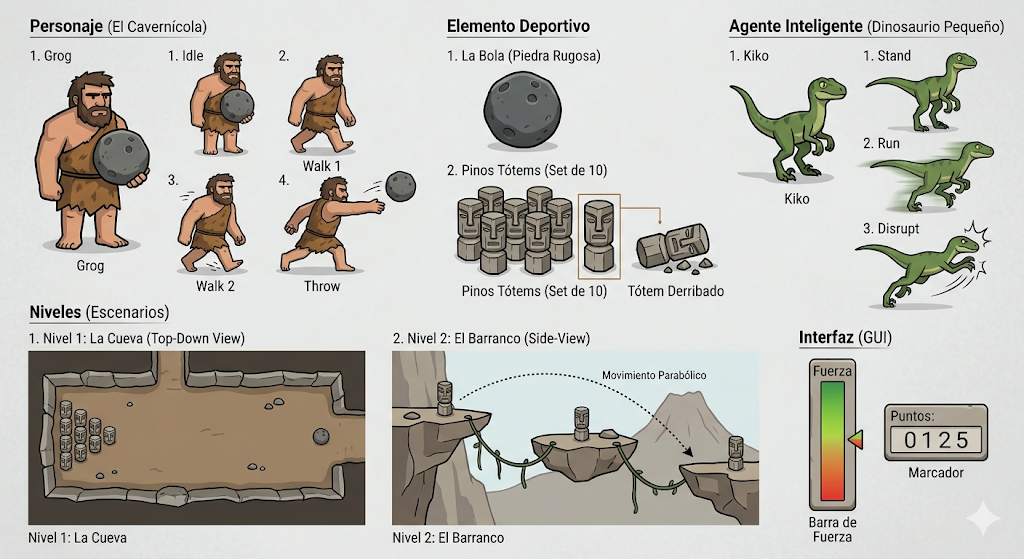 Personaje (El Cavernícola)
1. Grog
1. Idle
2.
Walk 1
3.
4.
Grog
Walk 2
Throw
Elemento Deportivo
1. La Bola (Piedra Rugosa)
2. Pinos Tótems (Set de 10)
Pinos Tótems (Set de 10)
Tótem Derribado
Agente Inteligente (Dinosaurio Pequeño)
1. Kiko
1. Stand
2. Run
Kiko
3. Disrupt
Niveles (Escenarios)
1. Nivel 1: La Cueva (Top-Down View)
Nivel 1: La Cueva
2. Nivel 2: El Barranco (Side-View)
Movimiento Parabólico
Nivel 2: El Barranco
Interfaz (GUI)
Fuerza
Barra de
Fuerza
Puntos:
0125
Marcador